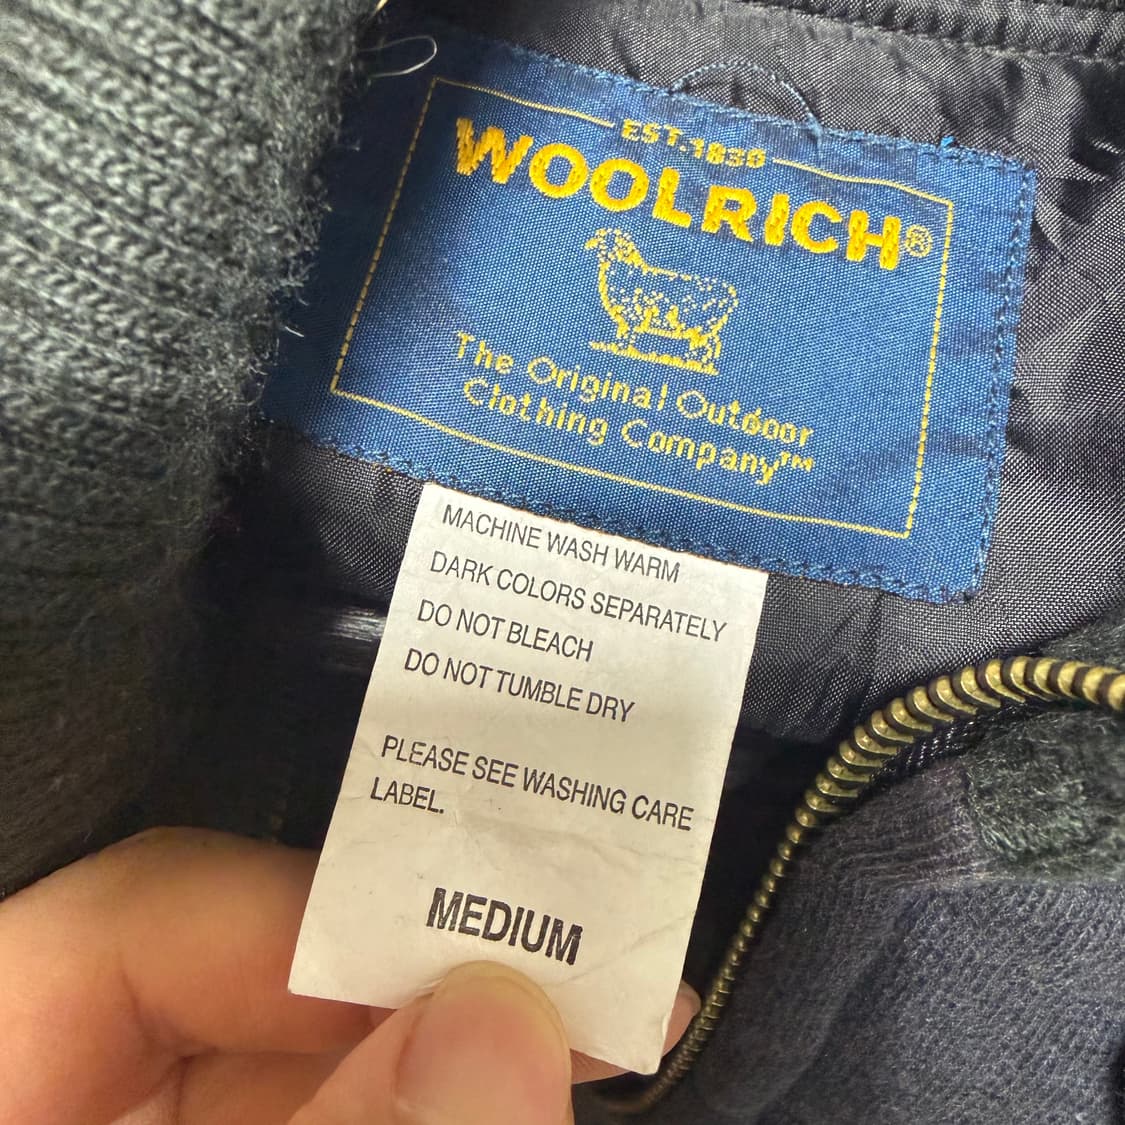 EST. 1830
WOOLRICH®
The Original Outdoor
Clothing Company™
MACHINE WASH WARM
DARK COLORS SEPARATELY
DO NOT BLEACH
DO NOT TUMBLE DRY
PLEASE SEE WASHING CARE
LABEL.
MEDIUM